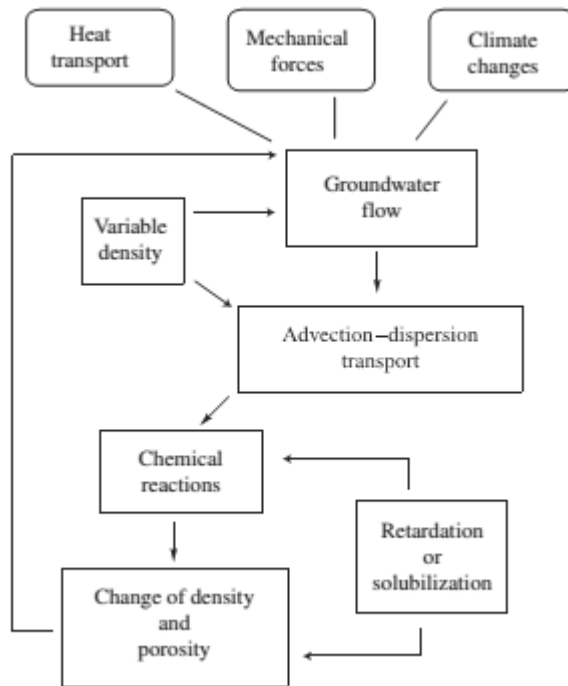 Heat
transport
Mechanical
forces
Climate
changes
Groundwater
flow
Variable
density
Advection–dispersion
transport
Chemical
reactions
Retardation
or
solubilization
Change of density
and
porosity